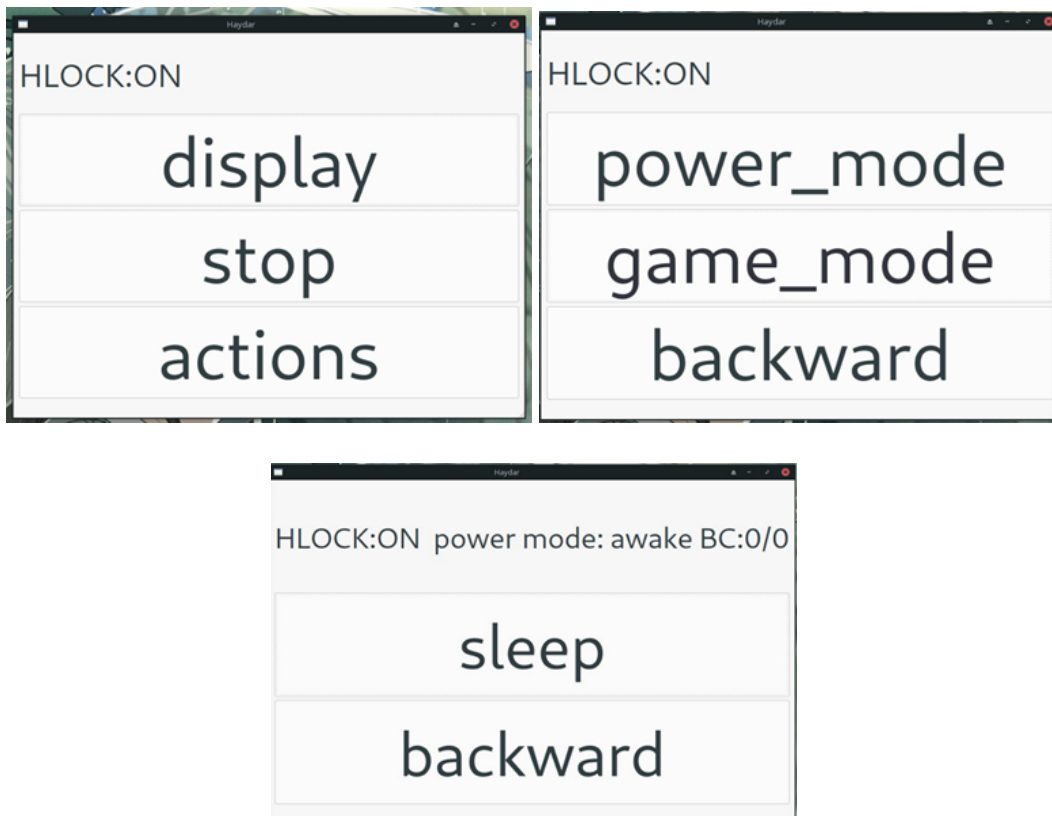 Haydar
HLOCK:ON
display
stop
actions
Haydar
HLOCK:ON
power_mode
game_mode
backward
Haydar
HLOCK:ON power mode: awake BC:0/0
sleep
backward